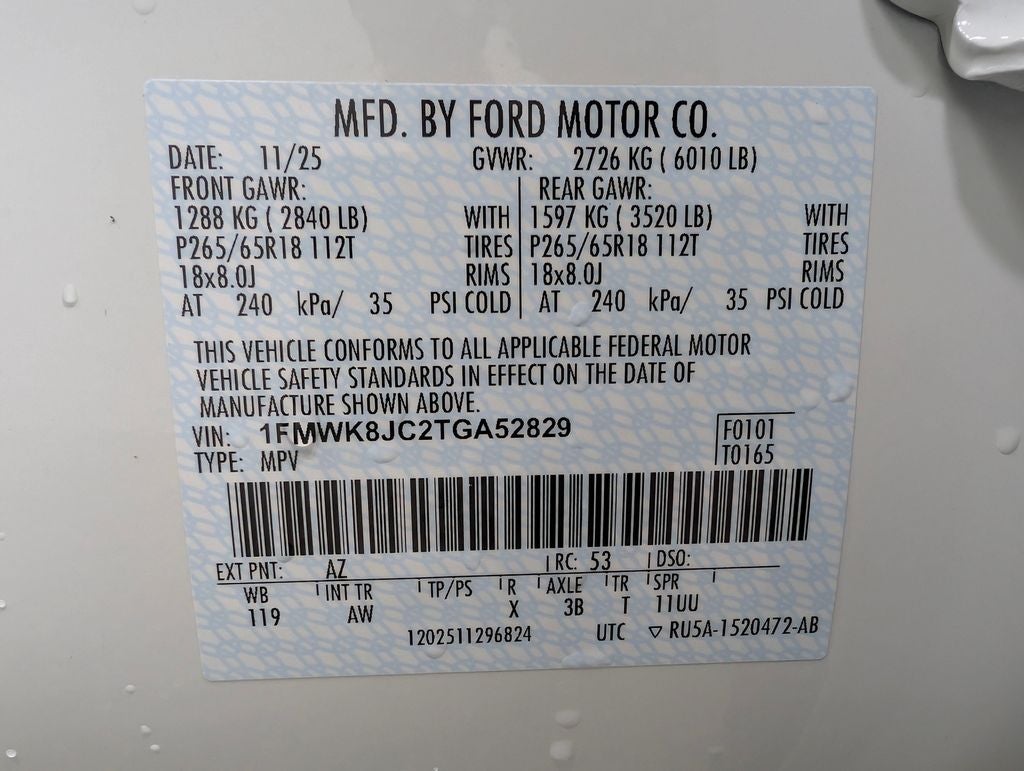 MFD. BY FORD MOTOR CO.
DATE: 11/25 GVWR: 2726 KG ( 6010 LB)
FRONT GAWR: REAR GAWR:
1288 KG ( 2840 LB) WITH 1597 KG ( 3520 LB) WITH
P265/65R18 112T TIRES P265/65R18 112T TIRES
18x8.0J RIMS 18x8.0J RIMS
AT 240 kPa/ 35 PSI COLD AT 240 kPa/ 35 PSI COLD
THIS VEHICLE CONFORMS TO ALL APPLICABLE FEDERAL MOTOR
VEHICLE SAFETY STANDARDS IN EFFECT ON THE DATE OF
MANUFACTURE SHOWN ABOVE.
VIN: 1FMWK8JC2TGA52829 F0101
TYPE: MPV T0165
EXT PNT: AZ RC: 53 DSO:
WB INT TR TP/PS R AXLE TR SPR
119 AW X 3B T 11UU
1202511296824 UTC ▽ RU5A-1520472-AB